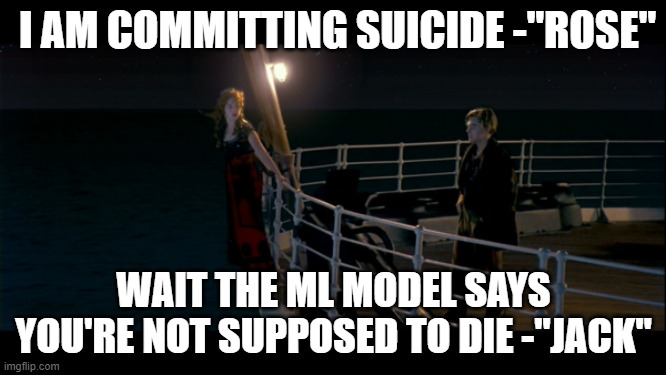 I AM COMMITTING SUICIDE -"ROSE"
WAIT THE ML MODEL SAYS
YOU'RE NOT SUPPOSED TO DIE -"JACK"
imgflip.com